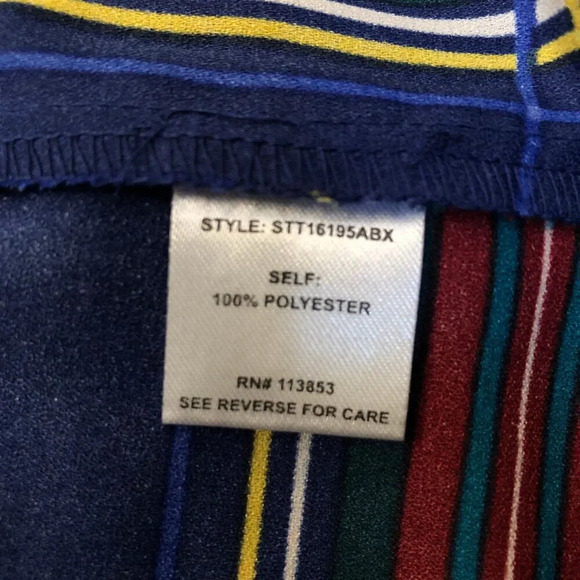 STYLE: STT16195ABX
SELF:
100% POLYESTER
RN# 113853
SEE REVERSE FOR CARE